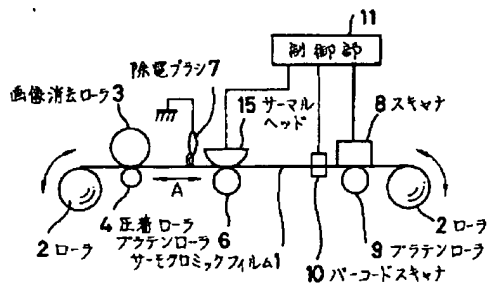 11
制御部
除電ブラシ7
画像消去ローラ3
15 サーマル
ヘッド
8 スキャナ
A
2 ローラ
4 圧着ローラ
プラテンローラ 6
サーモクロミックフィルム1
10 バーコードスキャナ
9 プラテンローラ
2 ローラ